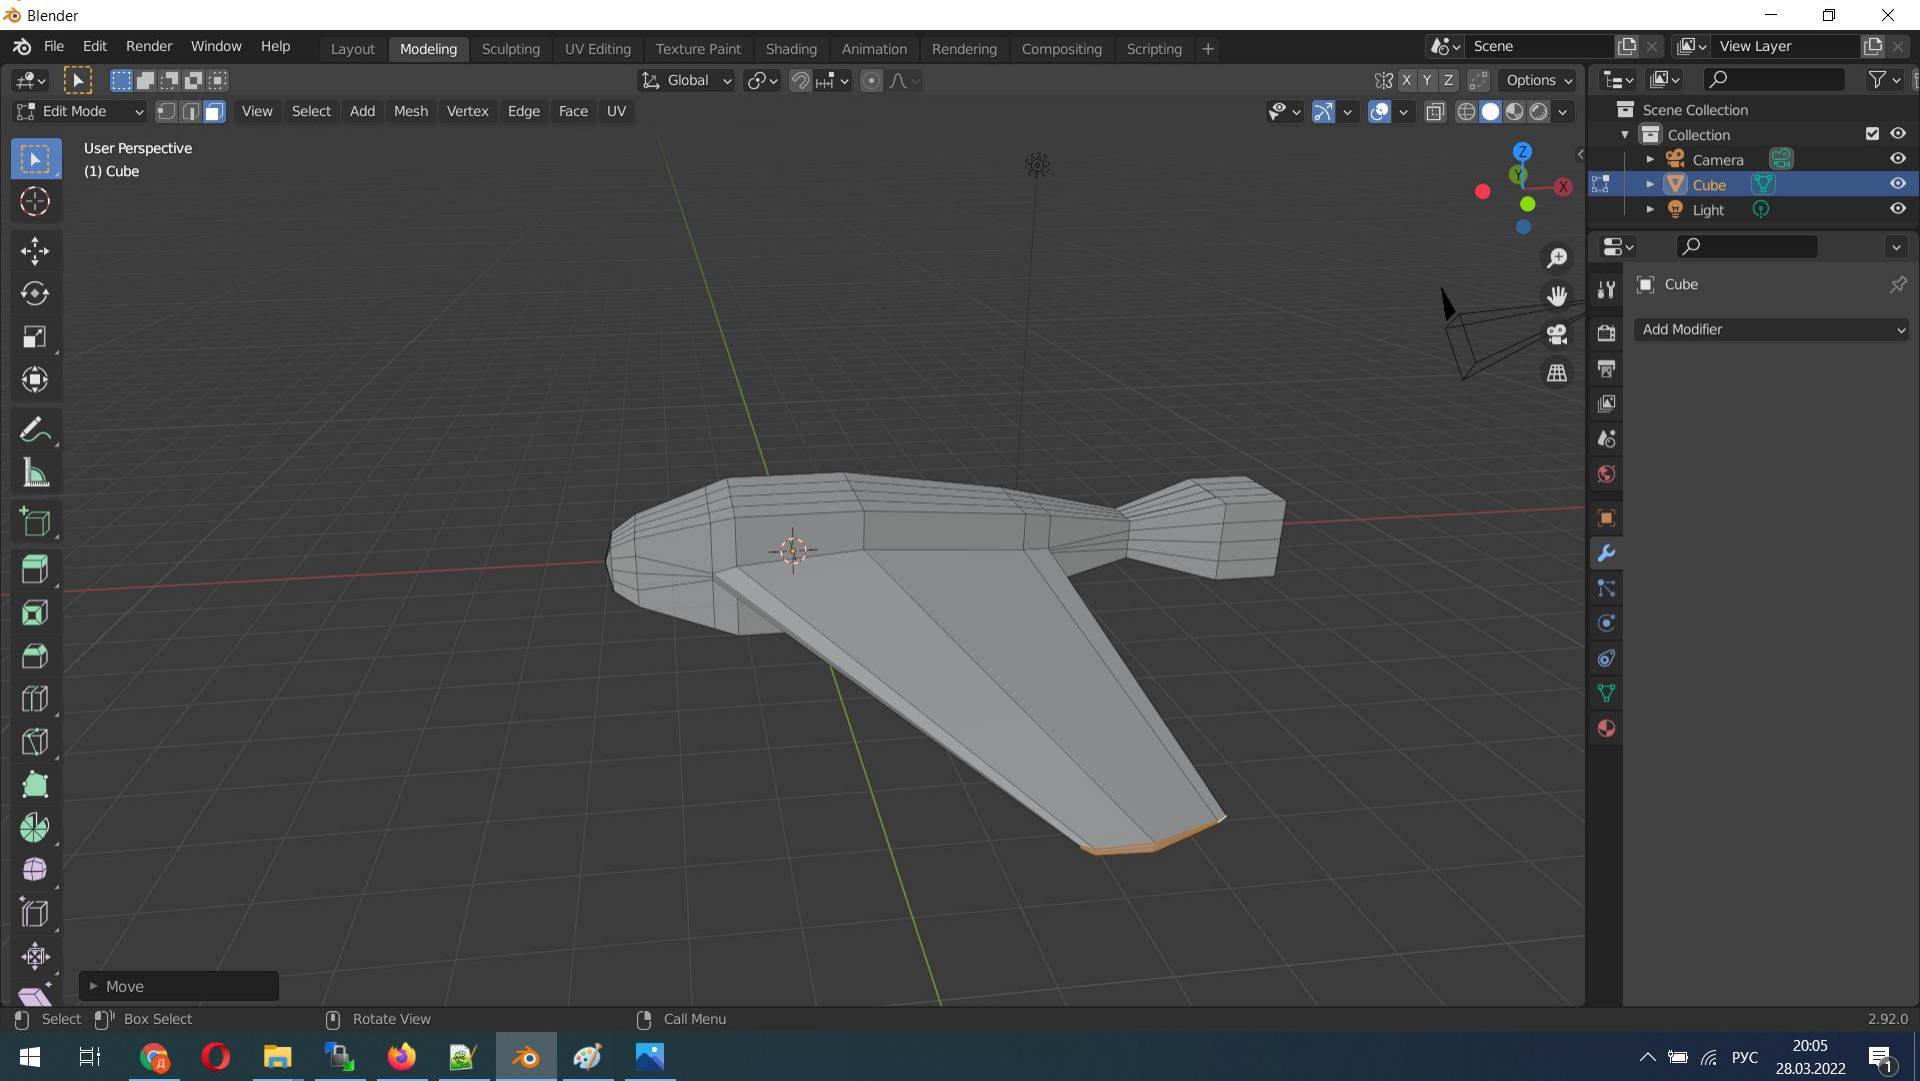 Blender
File Edit Render Window Help Layout Modeling Sculpting UV Editing Texture Paint Shading Animation Rendering Compositing Scripting + Scene View Layer
Global X Y Z Options
Edit Mode View Select Add Mesh Vertex Edge Face UV
Scene Collection
Collection
Camera
Cube
Light
User Perspective
(1) Cube
Z
Y
X
Cube
Add Modifier
Move
Select Box Select Rotate View Call Menu 2.92.0
Д
РУС
20:05
28.03.2022
1